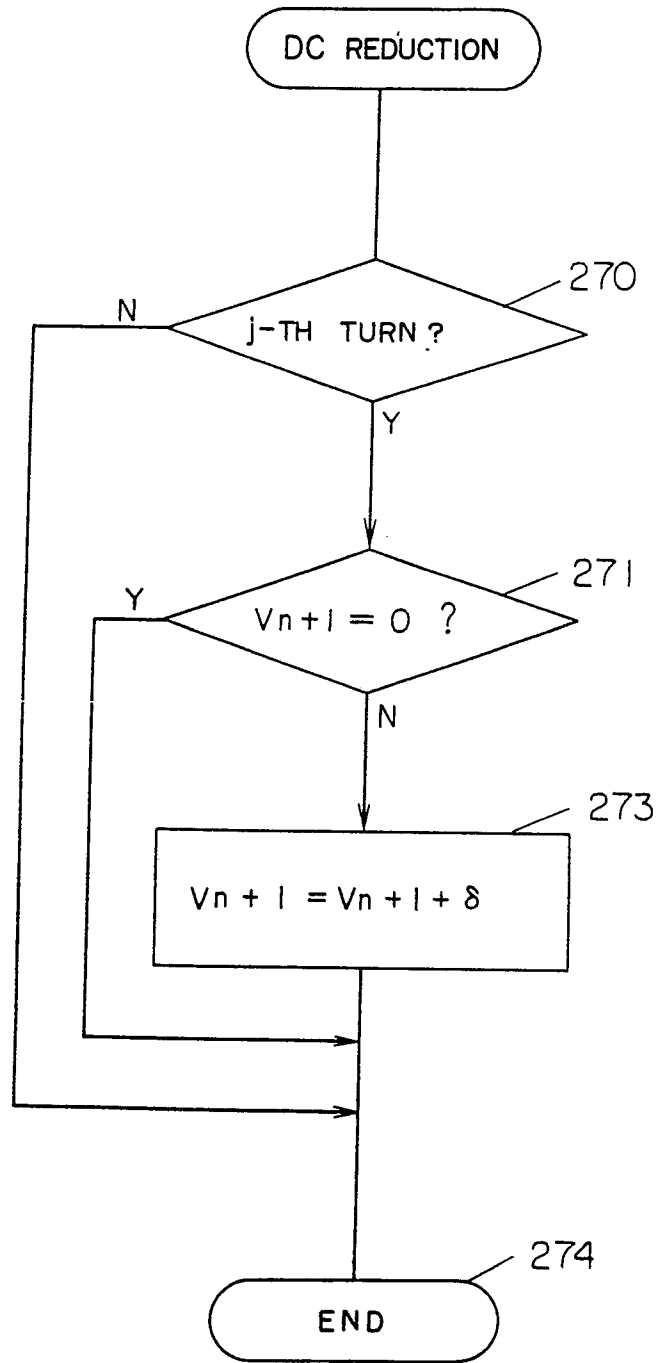 DC REDUCTION
270
N
j-TH TURN?
Y
271
Y
Vn+1 = 0 ?
N
273
Vn + 1 = Vn + 1 + δ
274
END